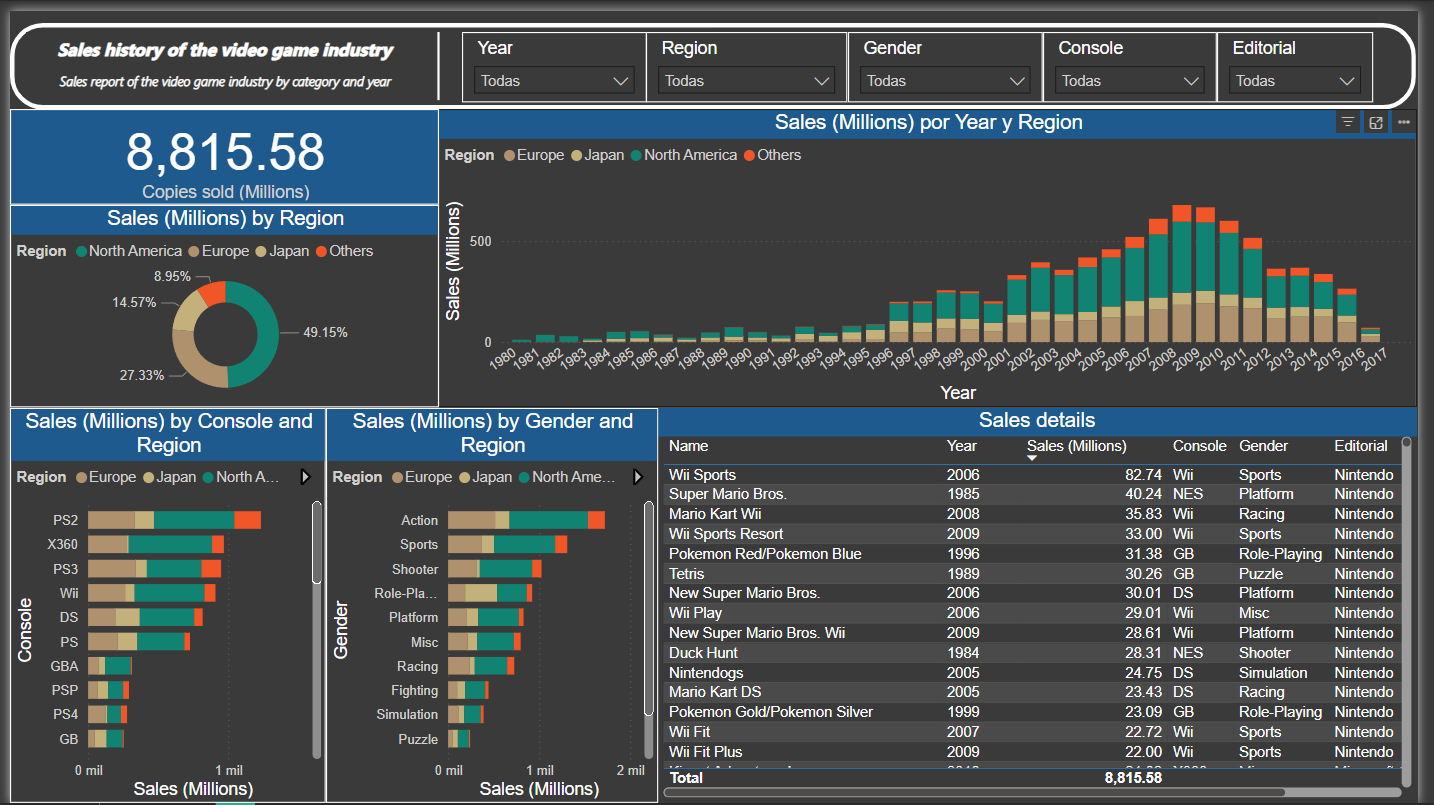 Sales history of the video game industry
Sales report of the video game industry by category and year
Year
Todas
Region
Todas
Gender
Todas
Console
Todas
Editorial
Todas
8,815.58
Copies sold (Millions)
Sales (Millions) by Region
Region North America Europe Japan Others
8.95%
14.57%
49.15%
27.33%
Sales (Millions) por Year y Region
Region Europe Japan North America Others
Sales (Millions)
500
0
1980 1981 1982 1983 1984 1985 1986 1987 1988 1989 1990 1991 1992 1993 1994 1995 1996 1997 1998 1999 2000 2001 2002 2003 2004 2005 2006 2007 2008 2009 2010 2011 2012 2013 2014 2015 2016 2017
Year
Sales (Millions) by Console and
Region
Region Europe Japan North A...
Console
PS2
X360
PS3
Wii
DS
PS
GBA
PSP
PS4
GB
0 mil 1 mil
Sales (Millions)
Sales (Millions) by Gender and
Region
Region Europe Japan North Ame...
Gender
Action
Sports
Shooter
Role-Pla...
Platform
Misc
Racing
Fighting
Simulation
Puzzle
0 mil 1 mil 2 mil
Sales (Millions)
Sales details
Name Year Sales (Millions) Console Gender Editorial
Wii Sports 2006 82.74 Wii Sports Nintendo
Super Mario Bros. 1985 40.24 NES Platform Nintendo
Mario Kart Wii 2008 35.83 Wii Racing Nintendo
Wii Sports Resort 2009 33.00 Wii Sports Nintendo
Pokemon Red/Pokemon Blue 1996 31.38 GB Role-Playing Nintendo
Tetris 1989 30.26 GB Puzzle Nintendo
New Super Mario Bros. 2006 30.01 DS Platform Nintendo
Wii Play 2006 29.01 Wii Misc Nintendo
New Super Mario Bros. Wii 2009 28.61 Wii Platform Nintendo
Duck Hunt 1984 28.31 NES Shooter Nintendo
Nintendogs 2005 24.75 DS Simulation Nintendo
Mario Kart DS 2005 23.43 DS Racing Nintendo
Pokemon Gold/Pokemon Silver 1999 23.09 GB Role-Playing Nintendo
Wii Fit 2007 22.72 Wii Sports Nintendo
Wii Fit Plus 2009 22.00 Wii Sports Nintendo
Total 8,815.58